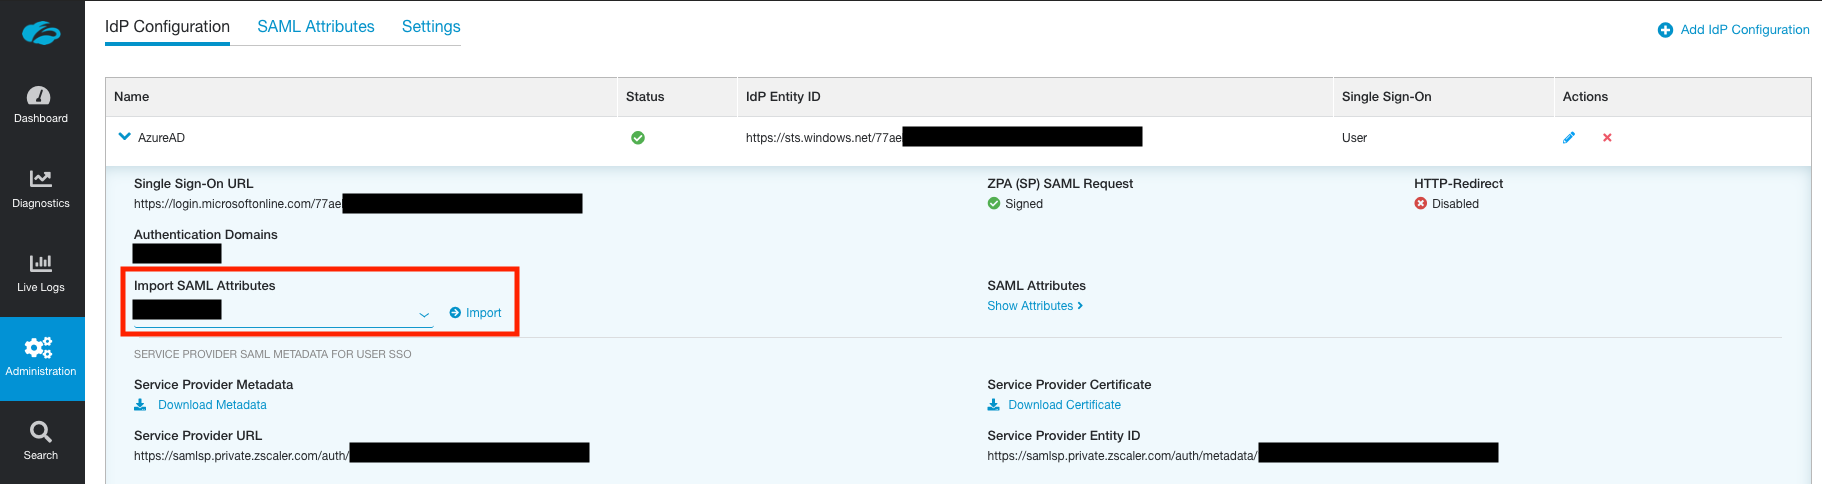 IdP Configuration SAML Attributes Settings
Add IdP Configuration
Name Status IdP Entity ID Single Sign-On Actions
AzureAD https://sts.windows.net/77ae User
Dashboard
Single Sign-On URL ZPA (SP) SAML Request HTTP-Redirect
https://login.microsoftonline.com/77ae Signed Disabled
Diagnostics
Authentication Domains
Import SAML Attributes SAML Attributes
Live Logs
Show Attributes
Import
SERVICE PROVIDER SAML METADATA FOR USER SSO
Administration
Service Provider Metadata Service Provider Certificate
Download Metadata Download Certificate
Service Provider URL Service Provider Entity ID
Search
https://samlsp.private.zscaler.com/auth/ https://samlsp.private.zscaler.com/auth/metadata/